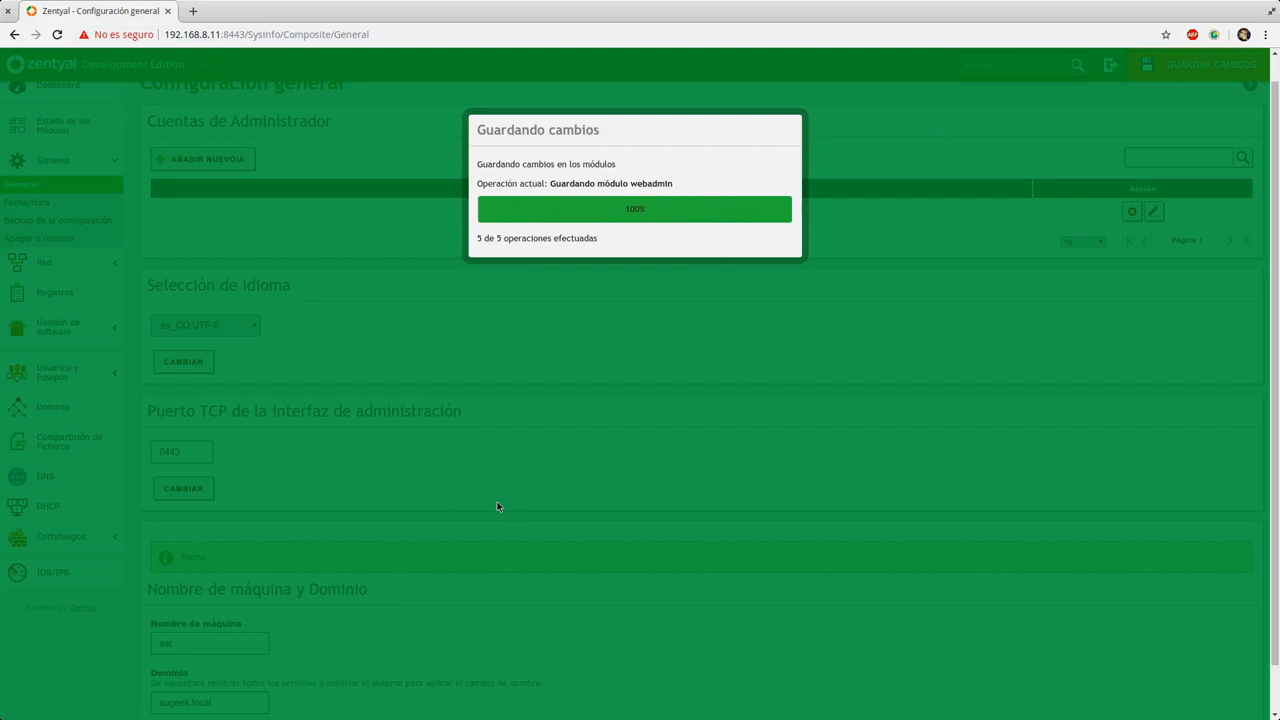 Zentyal - Configuración general
No es seguro
192.168.8.11:8443/SysInfo/Composite/General
ABP
zentyal Development Edition
GUARDAR CAMBIOS
Configuración general
Dashboard
Estado de los
Módulos
Sistema
General
Fecha/Hora
Backup de la configuración
Apagar o reiniciar
Red
Registros
Gestión de
software
Usuarios y
Equipos
Dominio
Compartición de
Ficheros
DNS
DHCP
Cortafuegos
IDS/IPS
Created by Zentyal
Cuentas de Administrador
AÑADIR NUEVO/A
Acción
10
Página 1
Guardando cambios
Guardando cambios en los módulos
Operación actual: Guardando módulo webadmin
100%
5 de 5 operaciones efectuadas
Selección de idioma
es_CO.UTF-8
CAMBIAR
Puerto TCP de la interfaz de administración
8443
CAMBIAR
Hecho
Nombre de máquina y Dominio
Nombre de máquina
Dominio
Se necesitará reiniciar todos los servicios o reiniciar el sistema para aplicar el cambio de nombre.
sugeek.local